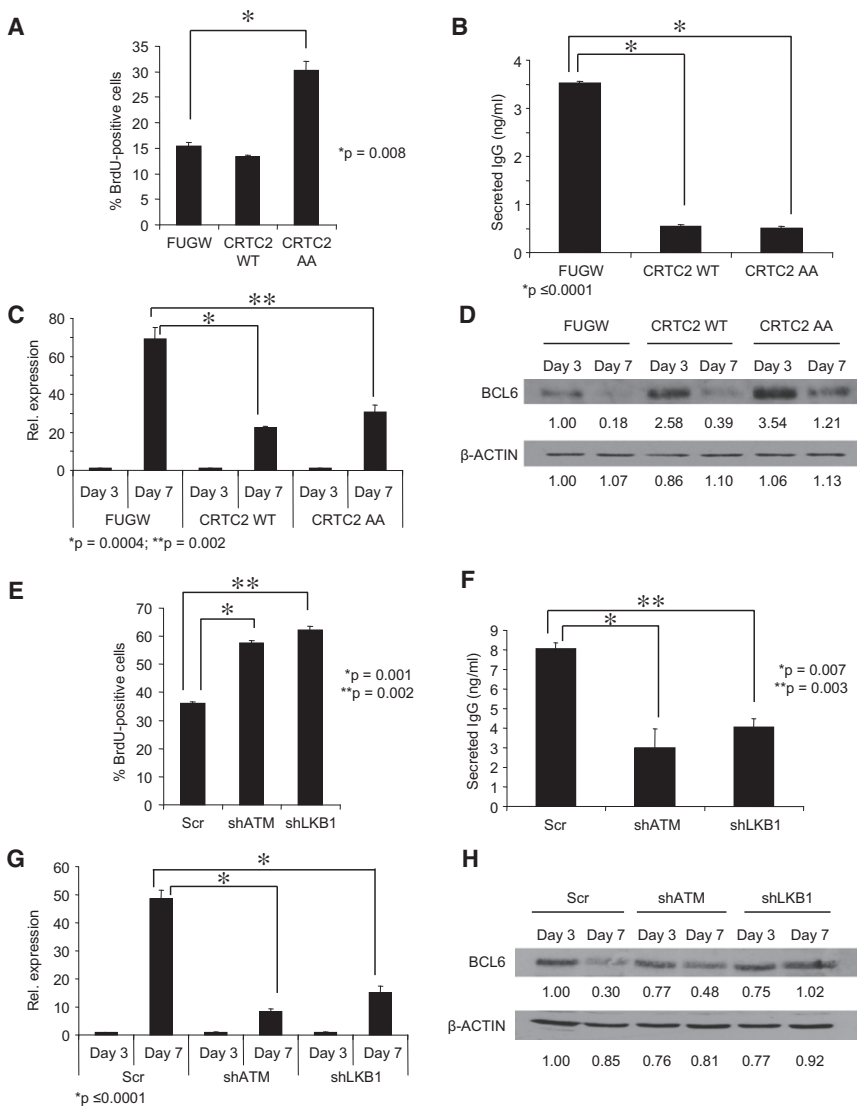 A
% BrdU-positive cells
35
30
25
20
15
10
5
0
*
*p = 0.008
FUGW
CRTC2 WT
CRTC2 AA
B
Secreted IgG (ng/ml)
4
3
2
1
0
*
*
FUGW
CRTC2 WT
CRTC2 AA
*p ≤0.0001
C
Rel. expression
80
60
40
20
0
**
*
Day 3
Day 7
Day 3
Day 7
Day 3
Day 7
FUGW
CRTC2 WT
CRTC2 AA
*p = 0.0004; **p = 0.002
D
FUGW
CRTC2 WT
CRTC2 AA
Day 3 Day 7 Day 3 Day 7 Day 3 Day 7
BCL6
1.00 0.18 2.58 0.39 3.54 1.21
β-ACTIN
1.00 1.07 0.86 1.10 1.06 1.13
E
% BrdU-positive cells
70
60
50
40
30
20
10
0
**
*
*p = 0.001
**p = 0.002
Scr
shATM
shLKB1
F
Secreted IgG (ng/ml)
9
8
7
6
5
4
3
2
1
0
**
*
*p = 0.007
**p = 0.003
Scr
shATM
shLKB1
G
Rel. expression
60
50
40
30
20
10
0
*
*
Day 3
Day 7
Day 3
Day 7
Day 3
Day 7
Scr
shATM
shLKB1
*p ≤0.0001
H
Scr
shATM
shLKB1
Day 3 Day 7 Day 3 Day 7 Day 3 Day 7
BCL6
1.00 0.30 0.77 0.48 0.75 1.02
β-ACTIN
1.00 0.85 0.76 0.81 0.77 0.92